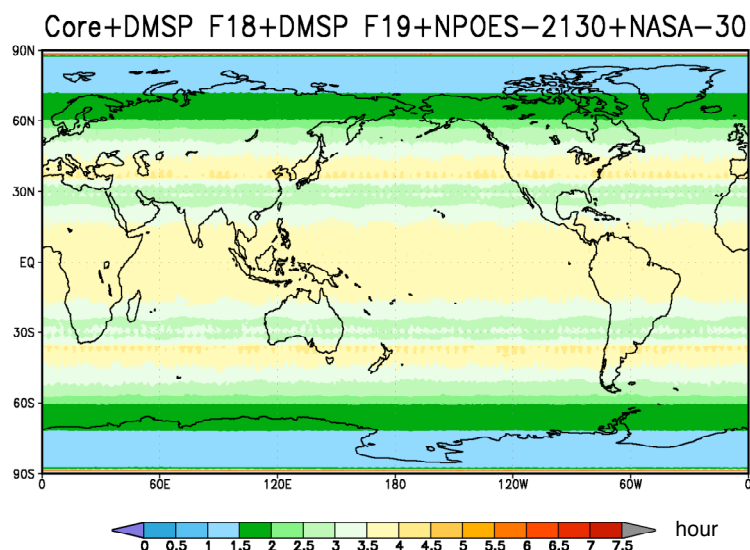 Core+DMSP F18+DMSP F19+NPOES-2130+NASA-30
90N
60N
30N
EQ
30S
60S
90S
0 60E 120E 180 120W 60W 0
0 0.5 1 1.5 2 2.5 3 3.5 4 4.5 5 5.5 6 6.5 7 7.5 hour